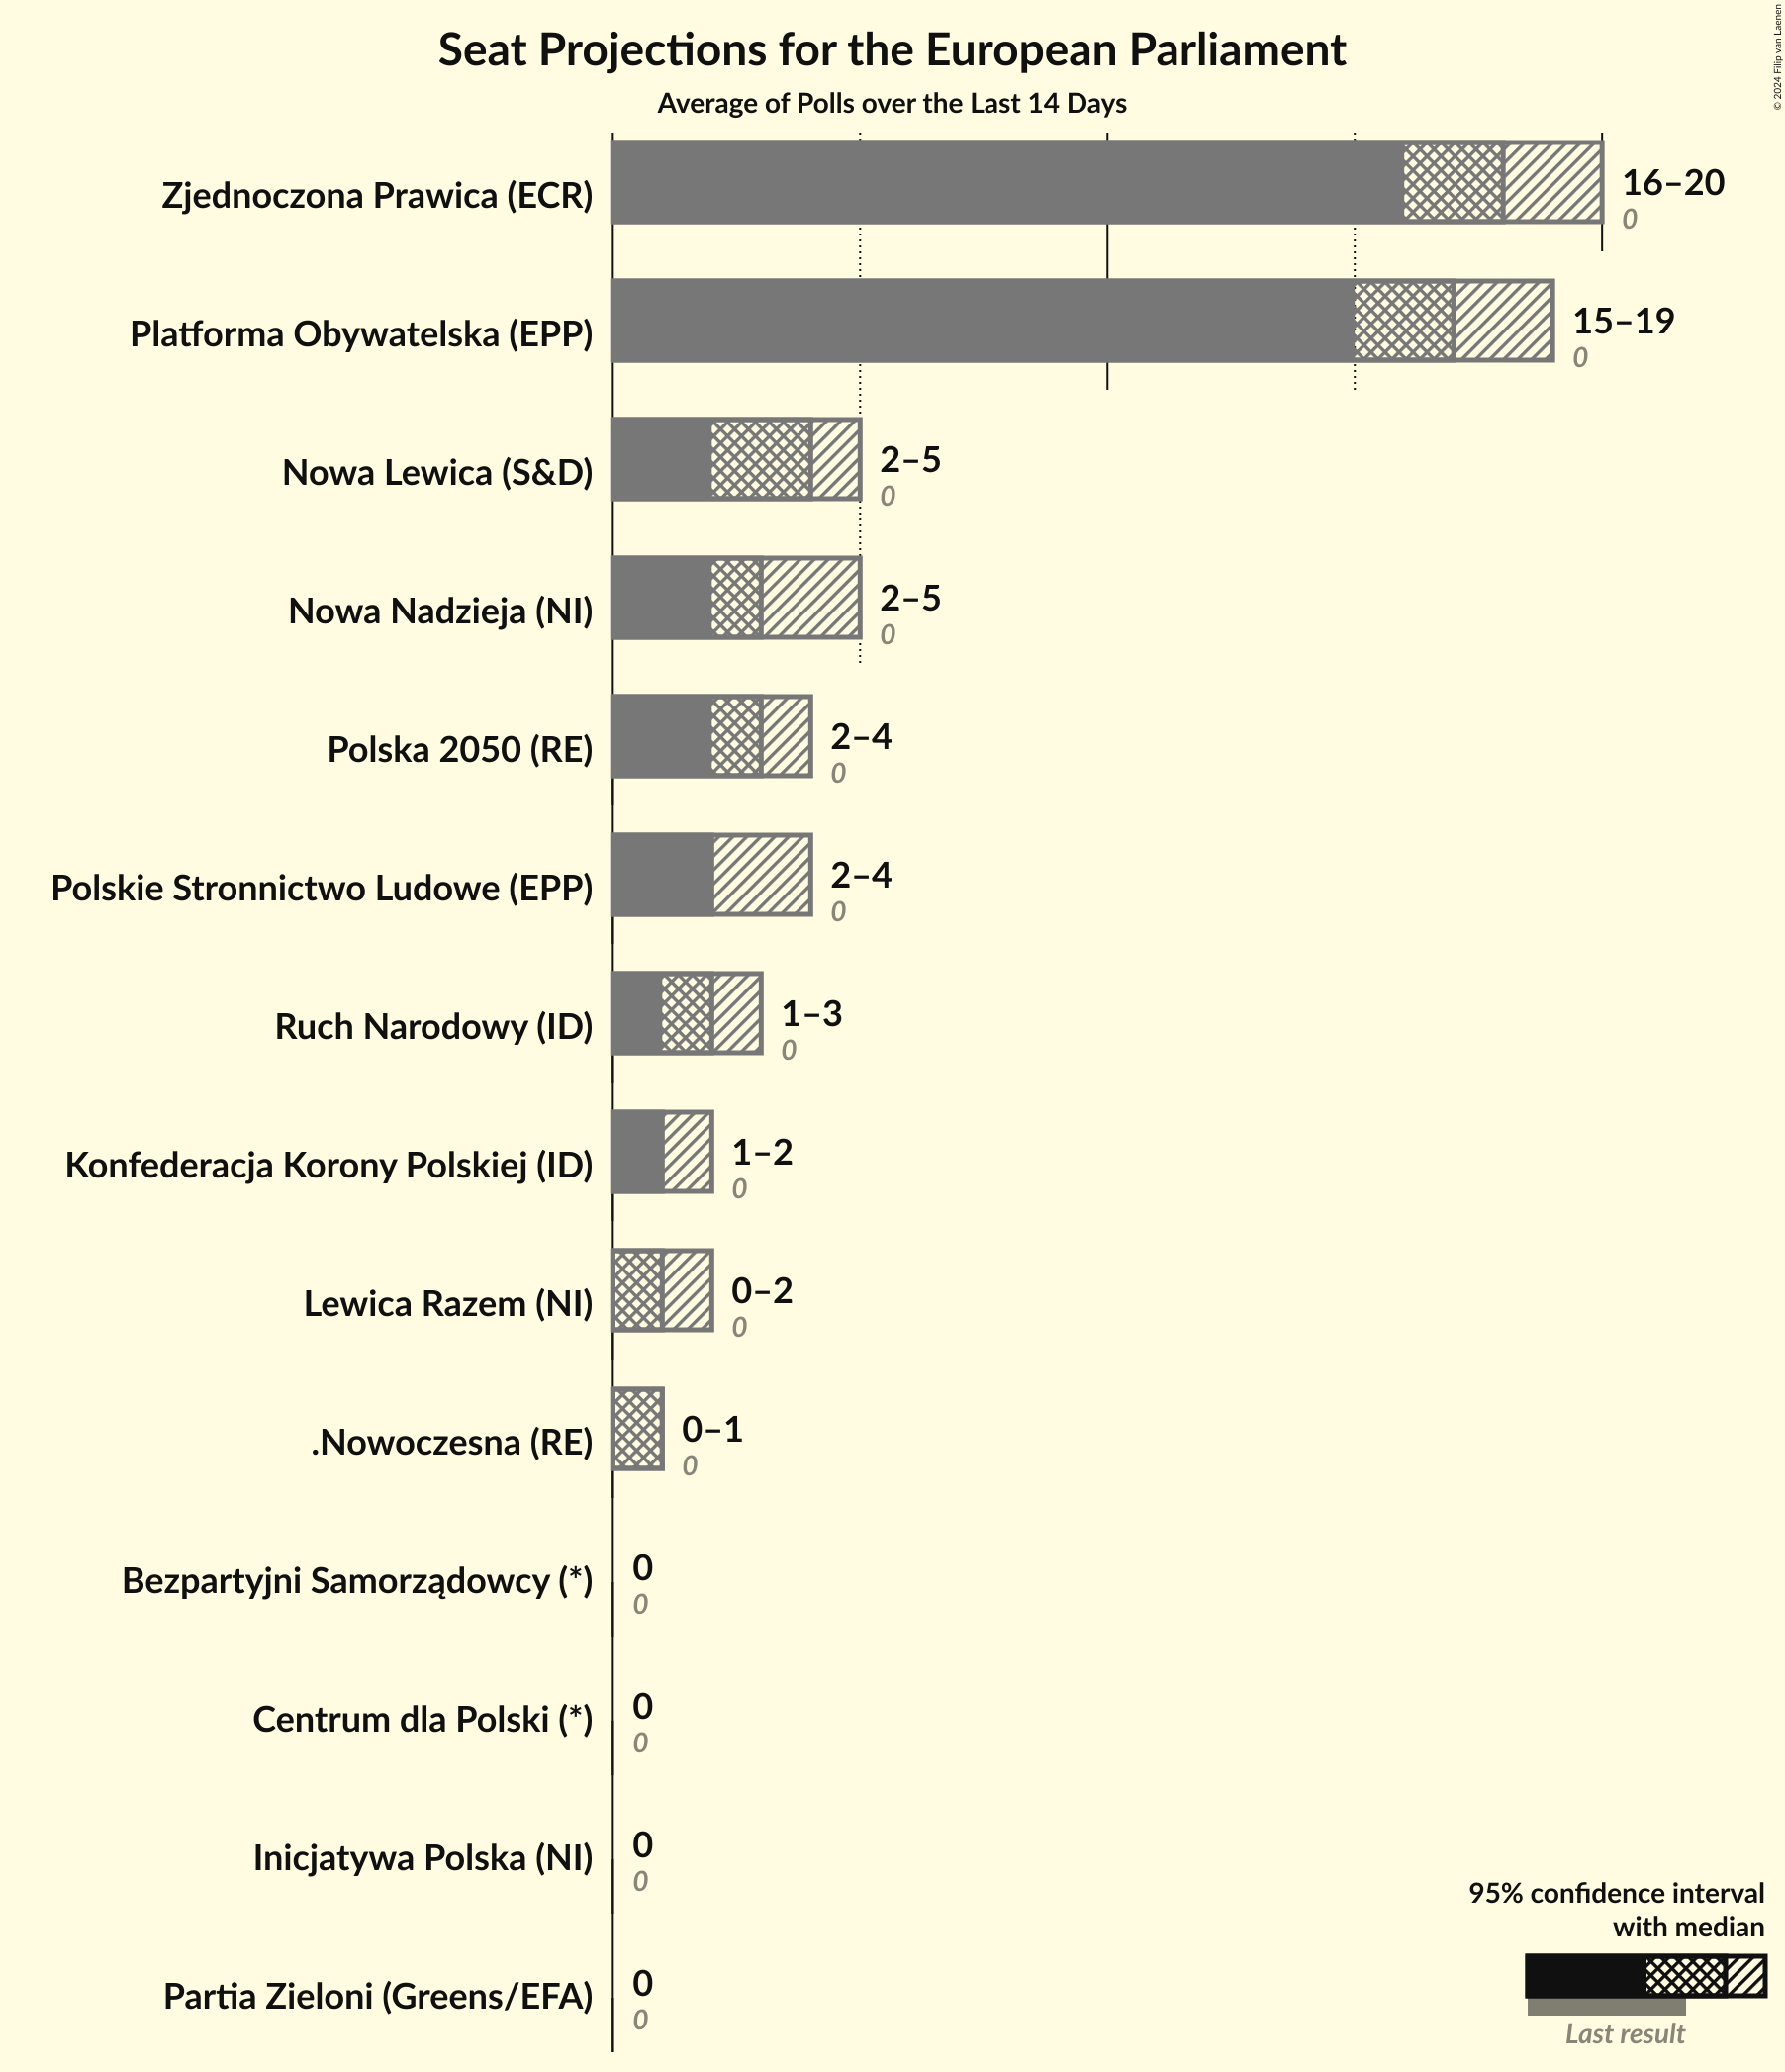 © 2024 Filip van Laenen
Seat Projections for the European Parliament
Average of Polls over the Last 14 Days
Zjednoczona Prawica (ECR)
16–20
0
Platforma Obywatelska (EPP)
15–19
0
Nowa Lewica (S&D)
2–5
0
Nowa Nadzieja (NI)
2–5
0
Polska 2050 (RE)
2–4
0
Polskie Stronnictwo Ludowe (EPP)
2–4
0
Ruch Narodowy (ID)
1–3
0
Konfederacja Korony Polskiej (ID)
1–2
0
Lewica Razem (NI)
0–2
0
.Nowoczesna (RE)
0–1
0
Bezpartyjni Samorządowcy (*)
0
0
Centrum dla Polski (*)
0
0
Inicjatywa Polska (NI)
0
0
Partia Zieloni (Greens/EFA)
0
0
95% confidence interval
with median
Last result